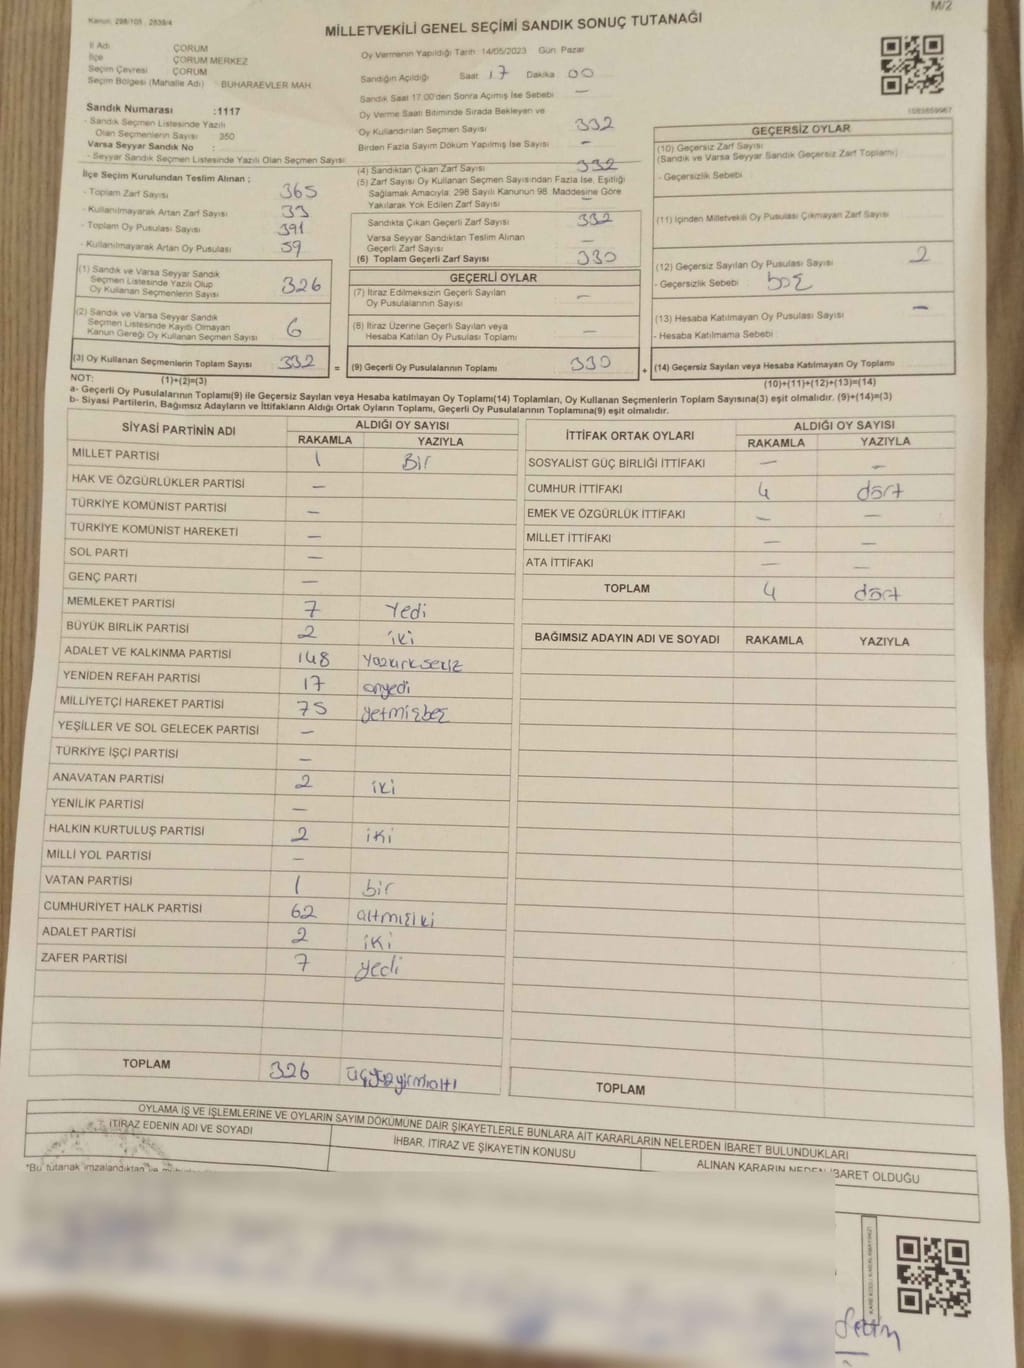 Kanun: 298/105 , 2839/4
M/2
MİLLETVEKİLİ GENEL SEÇİMİ SANDIK SONUÇ TUTANAĞI
İl Adı ÇORUM
İlçe ÇORUM MERKEZ
Seçim Çevresi ÇORUM
Seçim Bölgesi (Mahalle Adı) BUHARAEVLER MAH.
Sandık Numarası :1117
- Sandık Seçmen Listesinde Yazılı
Olan Seçmenlerin Sayısı 350
Varsa Seyyar Sandık No :
- Seyyar Sandık Seçmen Listesinde Yazılı Olan Seçmen Sayısı:
Oy Vermenin Yapıldığı Tarih 14/05/2023 Gün Pazar
Sandığın Açıldığı Saat 17 Dakika 00
Sandık Saat 17:00'den Sonra Açımış İse Sebebi —
Oy Verme Saati Bitiminde Sırada Bekleyen ve
Oy Kullandırılan Seçmen Sayısı 332
Birden Fazla Sayım Döküm Yapılmış İse Sayısı —
(4) Sandıktan Çıkan Zarf Sayısı 332
(5) Zarf Sayısı Oy Kullanan Seçmen Sayısından Fazla İse, Eşitliği
Sağlamak Amacıyla, 298 Sayılı Kanunun 98. Maddesine Göre
Yakılarak Yok Edilen Zarf Sayısı —
Sandıkta Çıkan Geçerli Zarf Sayısı 332
Varsa Seyyar Sandıktan Teslim Alınan
Geçerli Zarf Sayısı —
(6) Toplam Geçerli Zarf Sayısı 330
İlçe Seçim Kurulundan Teslim Alınan ;
- Toplam Zarf Sayısı 365
- Kullanılmayarak Artan Zarf Sayısı 33
- Toplam Oy Pusulası Sayısı 391
- Kullanılmayarak Artan Oy Pusulası 59
(1) Sandık ve Varsa Seyyar Sandık
Seçmen Listesinde Yazılı Olup
Oy Kullanan Seçmenlerin Sayısı 326
(2) Sandık ve Varsa Seyyar Sandık
Seçmen Listesinde Kayıtlı Olmayan
Kanun Gereği Oy Kullanan Seçmen Sayısı 6
(3) Oy Kullanan Seçmenlerin Toplam Sayısı 332
(1)+(2)=(3)
GEÇERLİ OYLAR
(7) İtiraz Edilmeksizin Geçerli Sayılan
Oy Pusulalarının Sayısı —
(8) İtiraz Üzerine Geçerli Sayılan veya
Hesaba Katılan Oy Pusulası Toplamı —
= (9) Geçerli Oy Pusulalarının Toplamı 330
GEÇERSİZ OYLAR
(10) Geçersiz Zarf Sayısı
(Sandık ve Varsa Seyyar Sandık Geçersiz Zarf Toplamı)
- Geçersizlik Sebebi
(11) İçinden Milletvekili Oy Pusulası Çıkmayan Zarf Sayısı
(12) Geçersiz Sayılan Oy Pusulası Sayısı 2
- Geçersizlik Sebebi : boş
(13) Hesaba Katılmayan Oy Pusulası Sayısı —
- Hesaba Katılmama Sebebi :
+ (14) Geçersiz Sayılan veya Hesaba Katılmayan Oy Toplamı
(10)+(11)+(12)+(13)=(14)
NOT:
a- Geçerli Oy Pusulalarının Toplamı(9) ile Geçersiz Sayılan veya Hesaba katılmayan Oy Toplamı(14) Toplamları, Oy Kullanan Seçmenlerin Toplam Sayısına(3) eşit olmalıdır. (9)+(14)=(3)
b- Siyasi Partilerin, Bağımsız Adayların ve İttifakların Aldığı Ortak Oyların Toplamı, Geçerli Oy Pusulalarının Toplamına(9) eşit olmalıdır.
SİYASİ PARTİNİN ADI ALDIĞI OY SAYISI
RAKAMLA YAZIYLA
MİLLET PARTİSİ 1 Bir
HAK VE ÖZGÜRLÜKLER PARTİSİ —
TÜRKİYE KOMÜNİST PARTİSİ —
TÜRKİYE KOMÜNİST HAREKETİ —
SOL PARTİ —
GENÇ PARTİ —
MEMLEKET PARTİSİ 7 Yedi
BÜYÜK BİRLİK PARTİSİ 2 iki
ADALET VE KALKINMA PARTİSİ 148 yüzkırksekiz
YENİDEN REFAH PARTİSİ 17 onyedi
MİLLİYETÇİ HAREKET PARTİSİ 75 yetmişbeş
YEŞİLLER VE SOL GELECEK PARTİSİ —
TÜRKİYE İŞÇİ PARTİSİ —
ANAVATAN PARTİSİ 2 iki
YENİLİK PARTİSİ —
HALKIN KURTULUŞ PARTİSİ 2 iki
MİLLİ YOL PARTİSİ —
VATAN PARTİSİ 1 bir
CUMHURİYET HALK PARTİSİ 62 altmışiki
ADALET PARTİSİ 2 iki
ZAFER PARTİSİ 7 yedi
TOPLAM 326 üçyüzyirmialtı
İTTİFAK ORTAK OYLARI ALDIĞI OY SAYISI
RAKAMLA YAZIYLA
SOSYALİST GÜÇ BİRLİĞİ İTTİFAKI — —
CUMHUR İTTİFAKI 4 dört
EMEK VE ÖZGÜRLÜK İTTİFAKI — —
MİLLET İTTİFAKI — —
ATA İTTİFAKI — —
TOPLAM 4 dört
BAĞIMSIZ ADAYIN ADI VE SOYADI RAKAMLA YAZIYLA
TOPLAM
OYLAMA İŞ VE İŞLEMLERİNE VE OYLARIN SAYIM DÖKÜMÜNE DAİR ŞİKAYETLERLE BUNLARA AİT KARARLARIN NELERDEN İBARET BULUNDUKLARI
İTİRAZ EDENİN ADI VE SOYADI
İHBAR, İTİRAZ VE ŞİKAYETİN KONUSU
ALINAN KARARIN NEDEN İBARET OLDUĞU
*Bu tutanak imzalandıktan